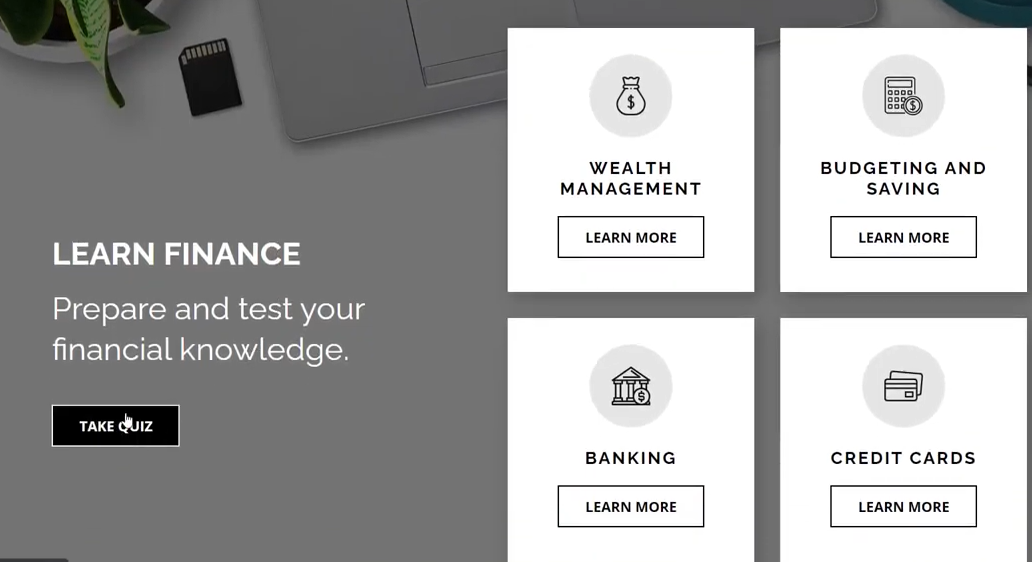 LEARN FINANCE
Prepare and test your
financial knowledge.
TAKE QUIZ
WEALTH
MANAGEMENT
LEARN MORE
BUDGETING AND
SAVING
LEARN MORE
BANKING
LEARN MORE
CREDIT CARDS
LEARN MORE